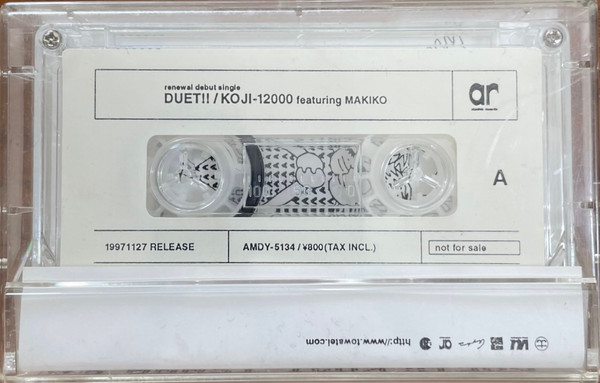 renewal debut single
DUET!! / KOJI-12000 featuring MAKIKO
ar
A
19971127 RELEASE
AMDY-5134 / ¥800(TAX INCL.)
not for sale
http://www.towatei.com